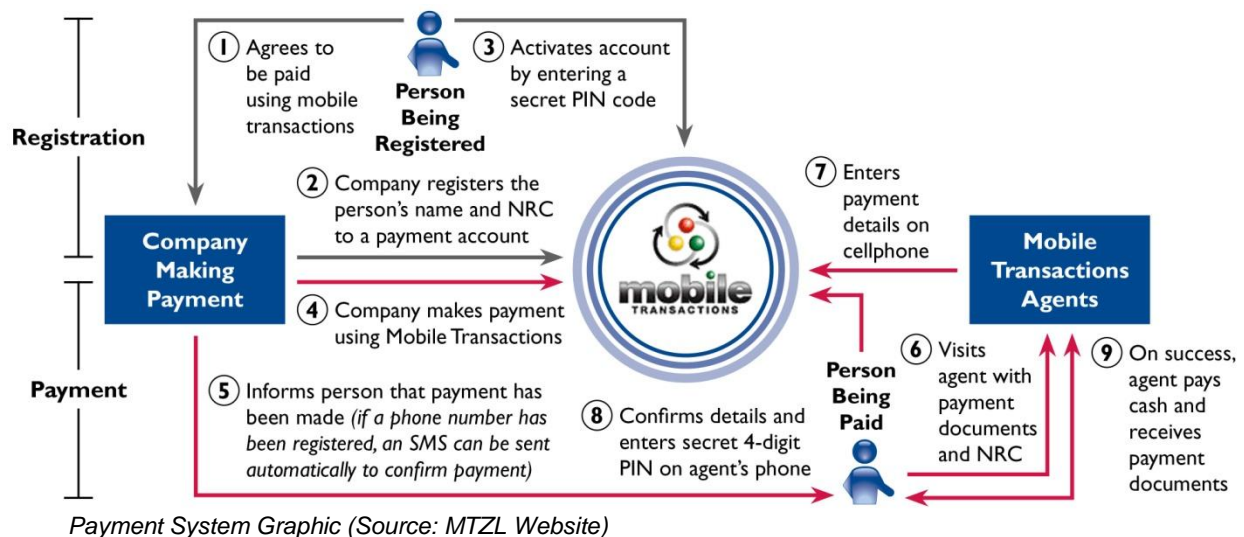 Registration
Payment
1 Agrees to
be paid
using mobile
transactions
Person
Being
Registered
3 Activates account
by entering a
secret PIN code
2 Company registers the
person's name and NRC
to a payment account
Company
Making
Payment
4 Company makes payment
using Mobile Transactions
mobile
TRANSACTIONS
7 Enters
payment
details on
cellphone
Mobile
Transactions
Agents
5 Informs person that payment has
been made (if a phone number has
been registered, an SMS can be sent
automatically to confirm payment)
8 Confirms details and
enters secret 4-digit
PIN on agent's phone
Person
Being
Paid
6 Visits
agent with
payment
documents
and NRC
9 On success,
agent pays
cash and
receives
payment
documents
Payment System Graphic (Source: MTZL Website)